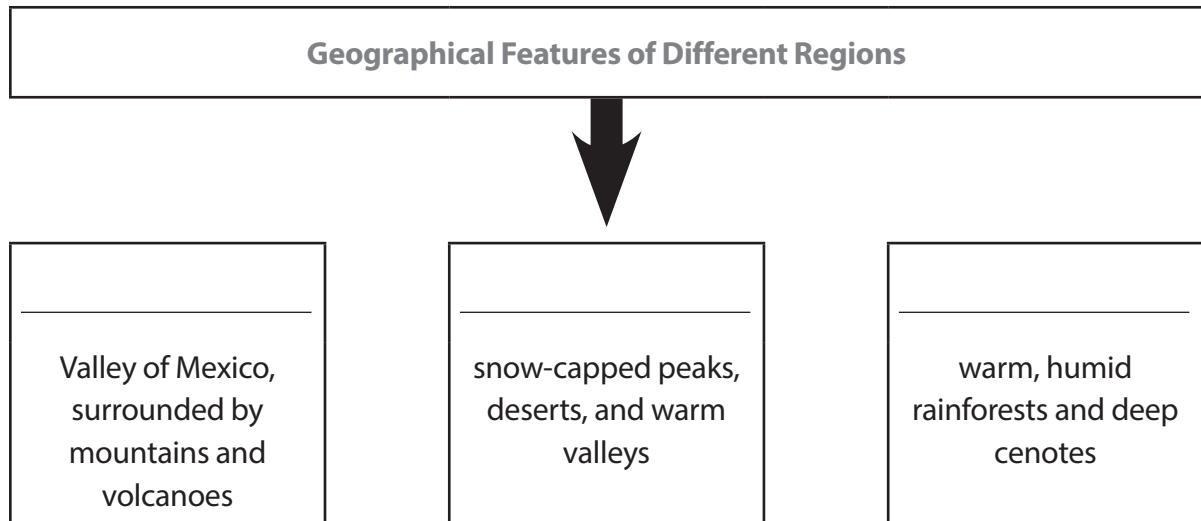 Geographical Features of Different Regions
Valley of Mexico,
surrounded by
mountains and
volcanoes
snow-capped peaks,
deserts, and warm
valleys
warm, humid
rainforests and deep
cenotes